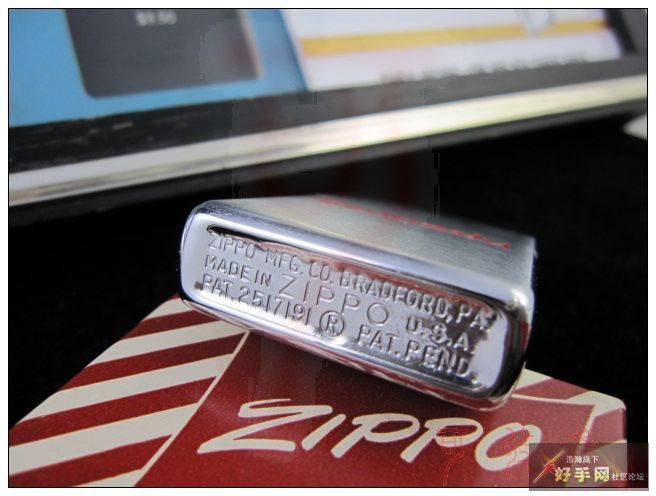 $3.50
ZIPPO MFG. CO. BRADFORD, PA.
MADE IN ZIPPO U.S.A.
PAT. 2517191 ® PAT. PEND.
ZIPPO
浩瀚旗下
好手网 社区论坛